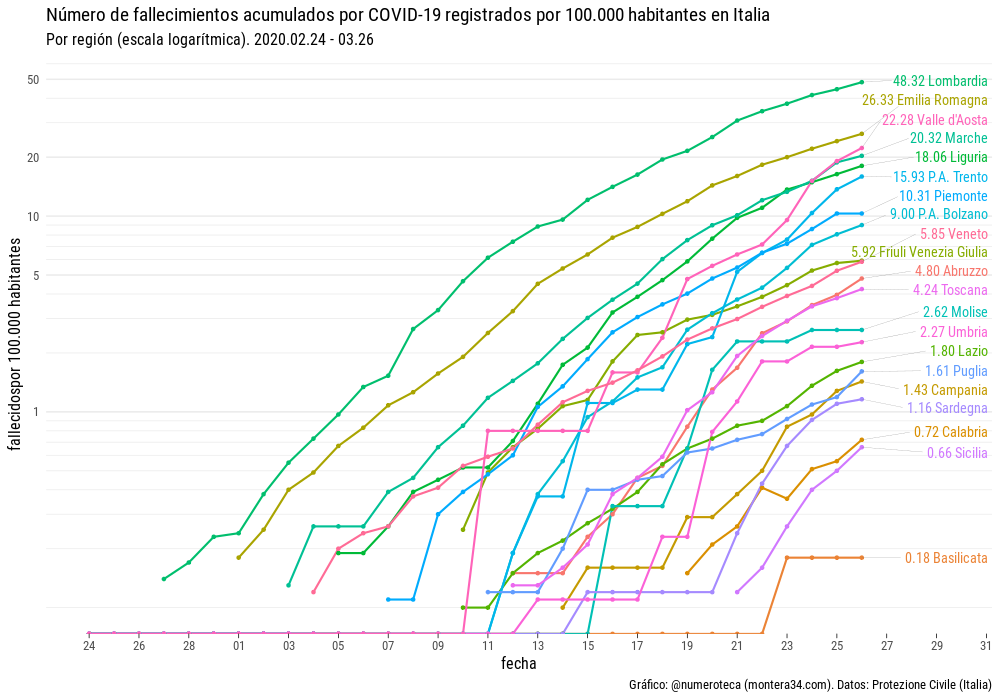 Número de fallecimientos acumulados por COVID-19 registrados por 100.000 habitantes en Italia
Por región (escala logarítmica). 2020.02.24 - 03.26
fallecidospor 100.000 habitantes
50
20
10
5
1
48.32 Lombardia
26.33 Emilia Romagna
22.28 Valle d'Aosta
20.32 Marche
18.06 Liguria
15.93 P.A. Trento
10.31 Piemonte
9.00 P.A. Bolzano
5.85 Veneto
5.92 Friuli Venezia Giulia
4.80 Abruzzo
4.24 Toscana
2.62 Molise
2.27 Umbria
1.80 Lazio
1.61 Puglia
1.43 Campania
1.16 Sardegna
0.72 Calabria
0.66 Sicilia
0.18 Basilicata
24 26 28 01 03 05 07 09 11 13 15 17 19 21 23 25 27 29 31
fecha
Gráfico: @numeroteca (montera34.com). Datos: Protezione Civile (Italia)